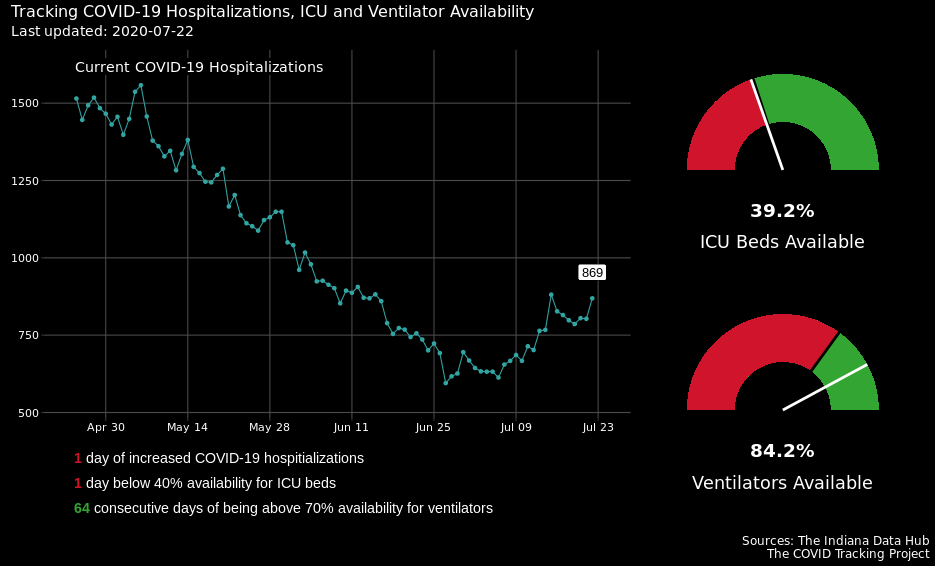 Tracking COVID-19 Hospitalizations, ICU and Ventilator Availability
Last updated: 2020-07-22
Current COVID-19 Hospitalizations
1500
1250
1000
750
500
869
Apr 30
May 14
May 28
Jun 11
Jun 25
Jul 09
Jul 23
39.2%
ICU Beds Available
84.2%
Ventilators Available
1 day of increased COVID-19 hospitializations
1 day below 40% availability for ICU beds
64 consecutive days of being above 70% availability for ventilators
Sources: The Indiana Data Hub
The COVID Tracking Project